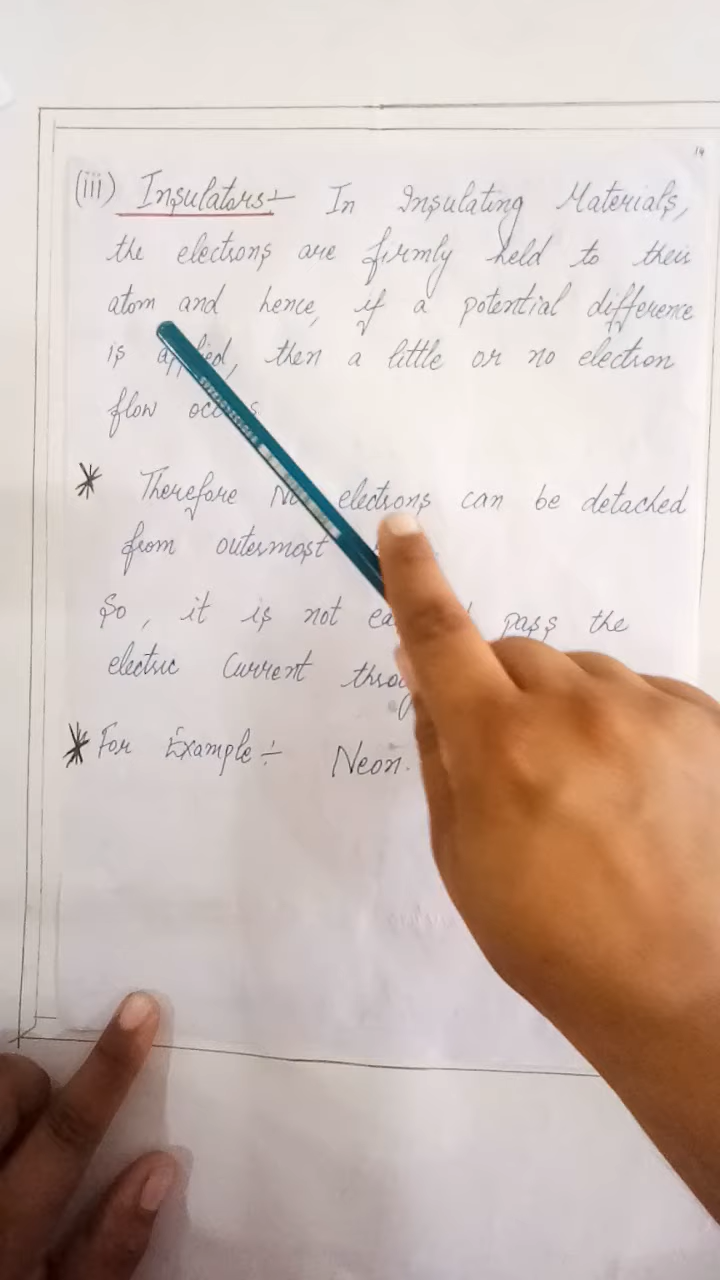 14
(iii) Insulators:- In Insulating Materials,
the electrons are firmly held to their
atom and hence, if a potential difference
is applied, then a little or no electron
flow occurs
* Therefore No electrons can be detached
from outermost
So, it is not pass the
electric Current
* For Example:- Neon.